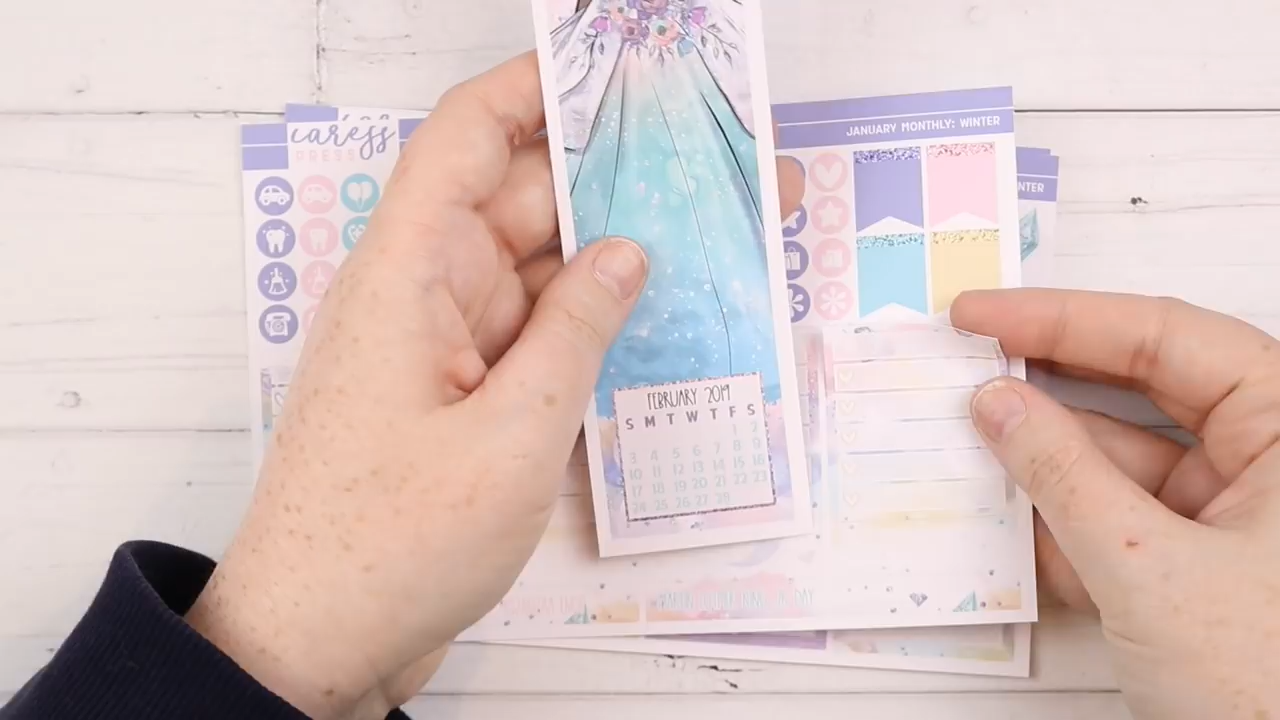 caress
PRESS
JANUARY MONTHLY: WINTER
NTER
FEBRUARY 2019
S M T W T F S
1 2
3 4 5 6 7 8 9
10 11 12 13 14 15 16
17 18 19 20 21 22 23
24 25 26 27 28